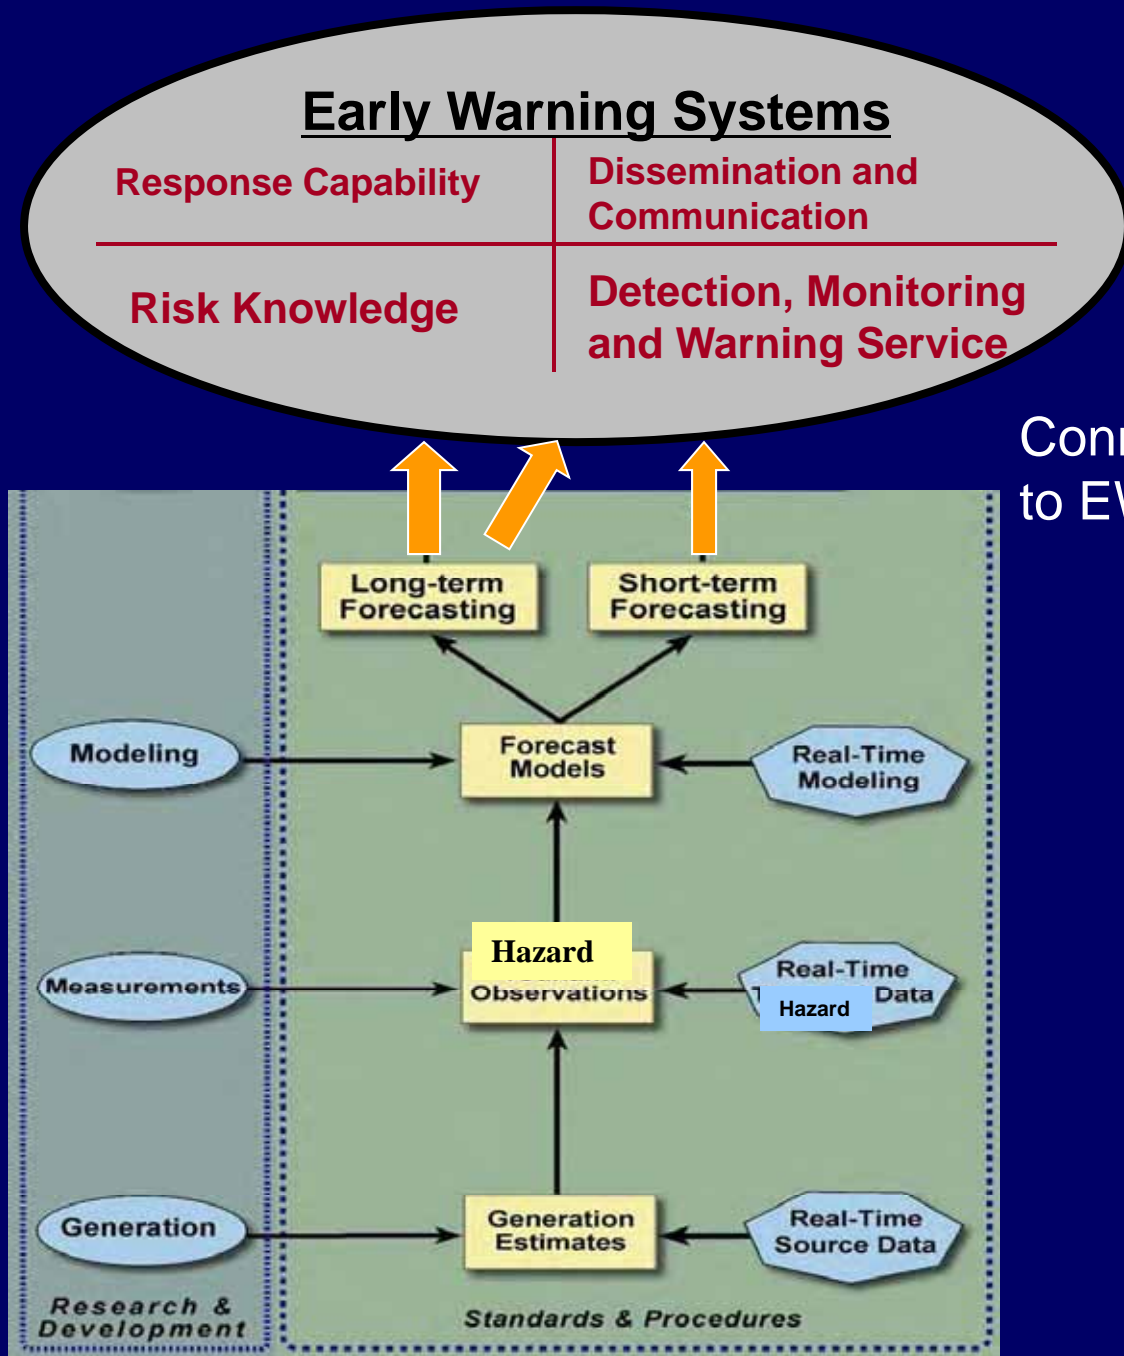 Early Warning Systems
Response Capability
Dissemination and
Communication
Risk Knowledge
Detection, Monitoring
and Warning Service
to
Long-term
Forecasting
Short-term
Forecasting
Modeling
Forecast
Models
Real-Time
Modeling
Measurements
Hazard
Observations
Real-Time
Data
Hazard
Generation
Generation
Estimates
Real-Time
Source Data
Research &
Development
Standards & Procedures